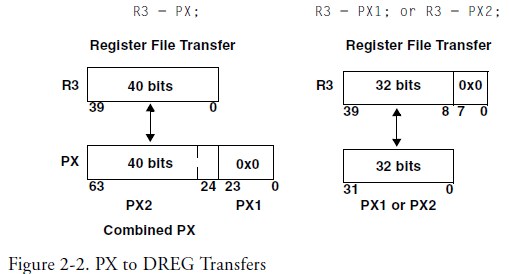 R3 - PX;
R3 - PX1; or R3 - PX2;
Register File Transfer
Register File Transfer
R3
40 bits
39 0
R3
32 bits 0x0
39 8 7 0
PX
40 bits 0x0
63 24 23 0
PX2 PX1
Combined PX
32 bits
31 0
PX1 or PX2
Figure 2-2. PX to DREG Transfers